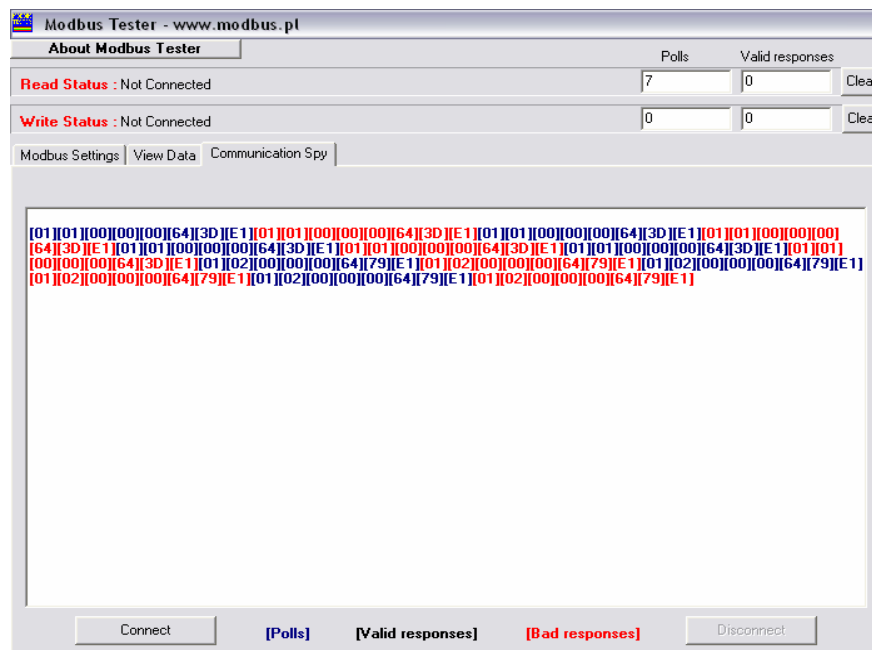 Modbus Tester - www.modbus.pl
About Modbus Tester
Polls Valid responses
Read Status : Not Connected 7 0 Clea
Write Status : Not Connected 0 0 Clea
Modbus Settings View Data Communication Spy
[01][01][00][00][00][64][3D][E1][01][01][00][00][00][64][3D][E1][01][01][00][00][00][64][3D][E1][01][01][00][00][00]
[64][3D][E1][01][01][00][00][00][64][3D][E1][01][01][00][00][00][64][3D][E1][01][01][00][00][00][64][3D][E1][01][01]
[00][00][00][64][3D][E1][01][02][00][00][00][64][79][E1][01][02][00][00][00][64][79][E1][01][02][00][00][00][64][79][E1]
[01][02][00][00][00][64][79][E1][01][02][00][00][00][64][79][E1][01][02][00][00][00][64][79][E1]
Connect [Polls] [Valid responses] [Bad responses] Disconnect